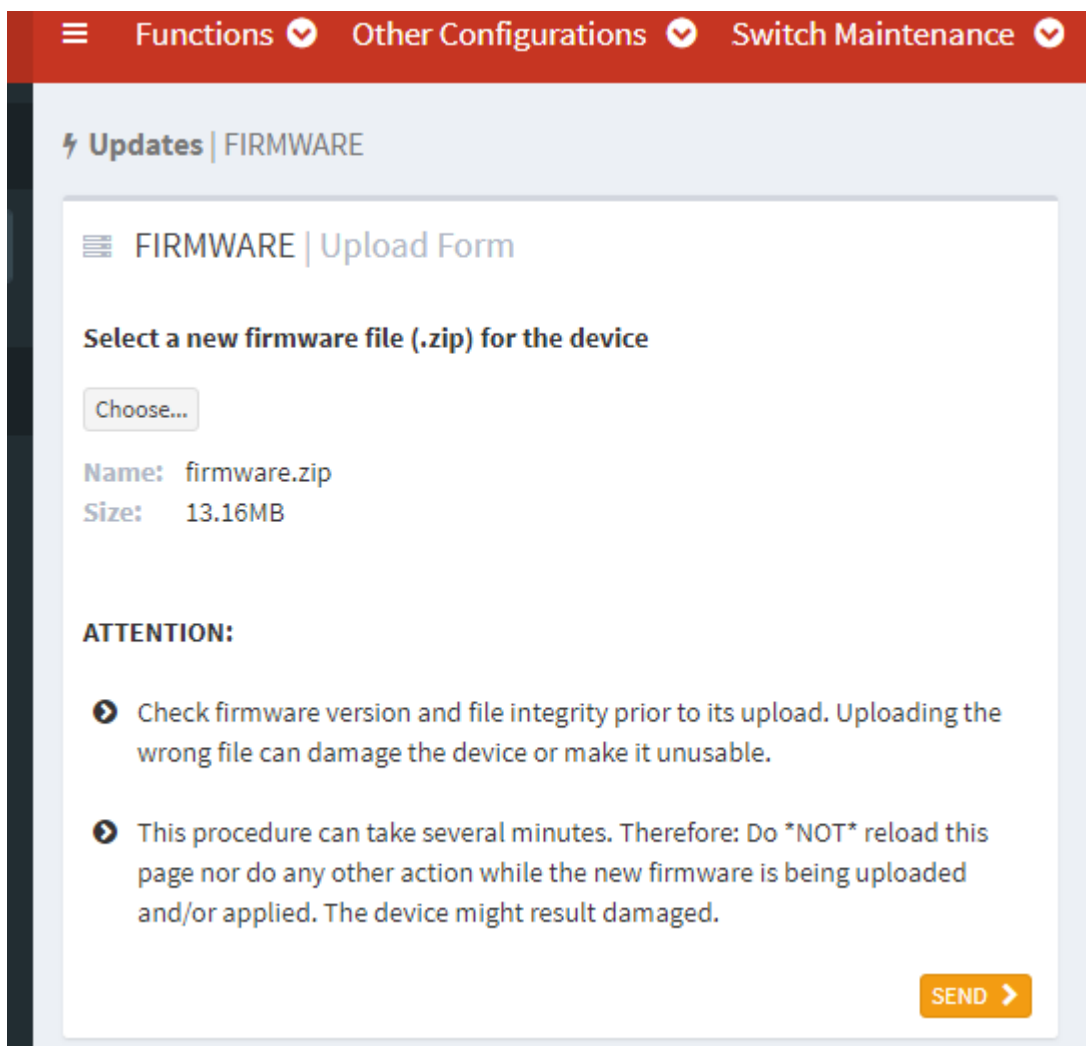 Functions Other Configurations Switch Maintenance
Updates | FIRMWARE
FIRMWARE | Upload Form
Select a new firmware file (.zip) for the device
Choose...
Name: firmware.zip
Size: 13.16MB
ATTENTION:
Check firmware version and file integrity prior to its upload. Uploading the
wrong file can damage the device or make it unusable.
This procedure can take several minutes. Therefore: Do *NOT* reload this
page nor do any other action while the new firmware is being uploaded
and/or applied. The device might result damaged.
SEND